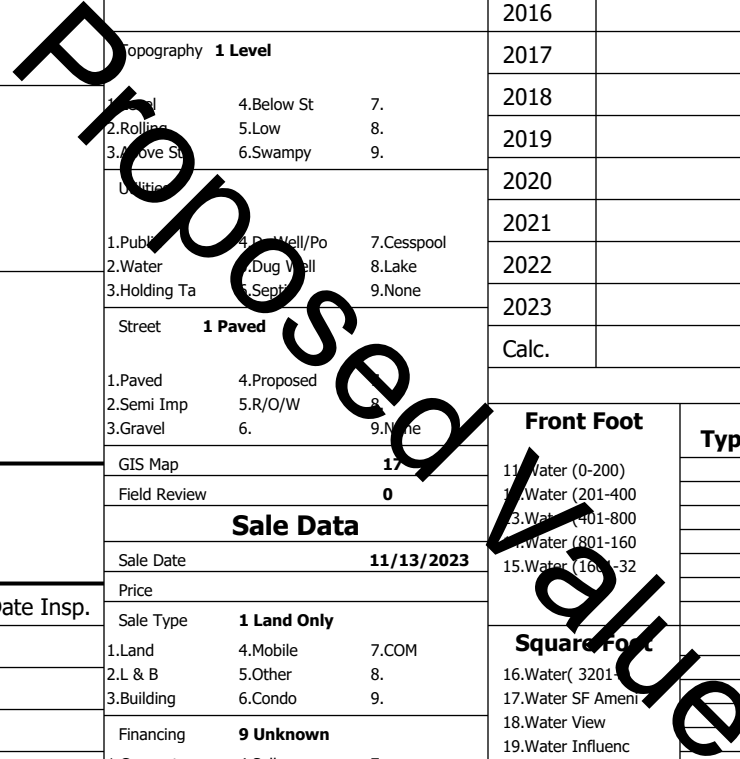 Proposed Value
Topography 1 Level
4.Below St 7.
2.Rolling 5.Low 8.
3.Above St 6.Swampy 9.
Utilities
1.Publ 4.Dr Well/Po 7.Cesspool
2.Water 5.Dug Well 8.Lake
3.Holding Ta 6.Septic 9.None
Street 1 Paved
1.Paved 4.Proposed
2.Semi Imp 5.R/O/W 8.
3.Gravel 6. 9.None
GIS Map 17
Field Review 0
Sale Data
Sale Date 11/13/2023
Price
Sale Type 1 Land Only
1.Land 4.Mobile 7.COM
2.L & B 5.Other 8.
3.Building 6.Condo 9.
Financing 9 Unknown
Date Insp.
2016
2017
2018
2019
2020
2021
2022
2023
Calc.
Front Foot
11.Water (0-200)
12.Water (201-400
13.Water (401-800
14.Water (801-160
15.Water (1601-32
Square Foot
16.Water( 3201-
17.Water SF Ameni
18.Water View
19.Water Influenc
Typ